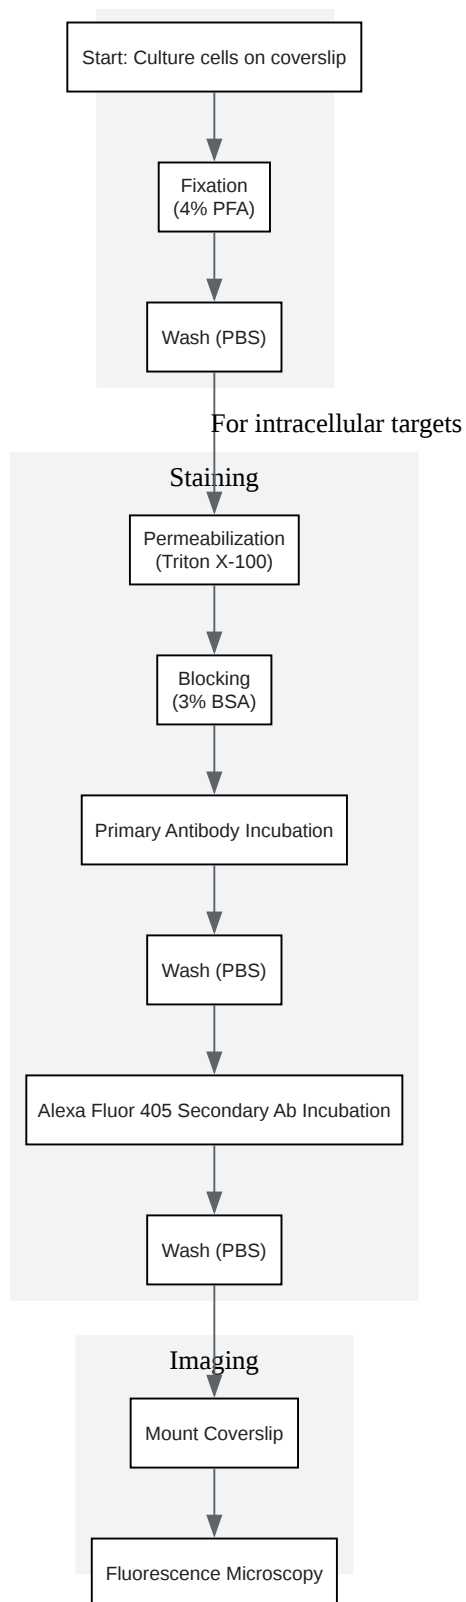 Start: Culture cells on coverslip
Fixation
(4% PFA)
Wash (PBS)
For intracellular targets
Staining
Permeabilization
(Triton X-100)
Blocking
(3% BSA)
Primary Antibody Incubation
Wash (PBS)
Alexa Fluor 405 Secondary Ab Incubation
Wash (PBS)
Imaging
Mount Coverslip
Fluorescence Microscopy